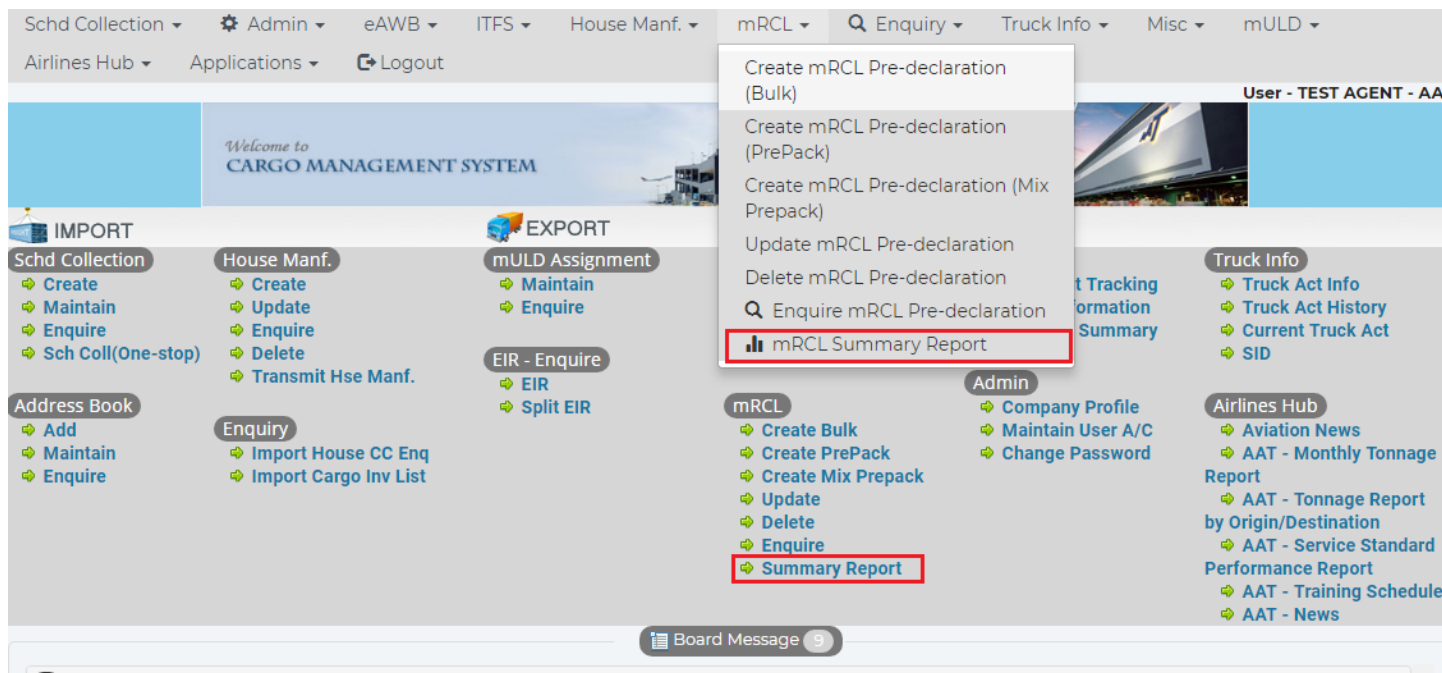 Schd Collection Admin eAWB ITFS House Manf. mRCL Enquiry Truck Info Misc mULD
Airlines Hub Applications Logout
Create mRCL Pre-declaration
(Bulk)
Create mRCL Pre-declaration
(PrePack)
Create mRCL Pre-declaration (Mix
Prepack)
Update mRCL Pre-declaration
Delete mRCL Pre-declaration
Enquire mRCL Pre-declaration
mRCL Summary Report
User - TEST AGENT - AA
Welcome to
CARGO MANAGEMENT SYSTEM
IMPORT
Schd Collection
Create
Maintain
Enquire
Sch Coll(One-stop)
Address Book
Add
Maintain
Enquire
House Manf.
Create
Update
Enquire
Delete
Transmit Hse Manf.
Enquiry
Import House CC Enq
Import Cargo Inv List
EXPORT
mULD Assignment
Maintain
Enquire
EIR - Enquire
EIR
Split EIR
mRCL
Create Bulk
Create PrePack
Create Mix Prepack
Update
Delete
Enquire
Summary Report
Tracking
Summary
Admin
Company Profile
Maintain User A/C
Change Password
Truck Info
Truck Act Info
Truck Act History
Current Truck Act
SID
Airlines Hub
Aviation News
AAT - Monthly Tonnage
Report
AAT - Tonnage Report
by Origin/Destination
AAT - Service Standard
Performance Report
AAT - Training Schedule
AAT - News
Board Message 9